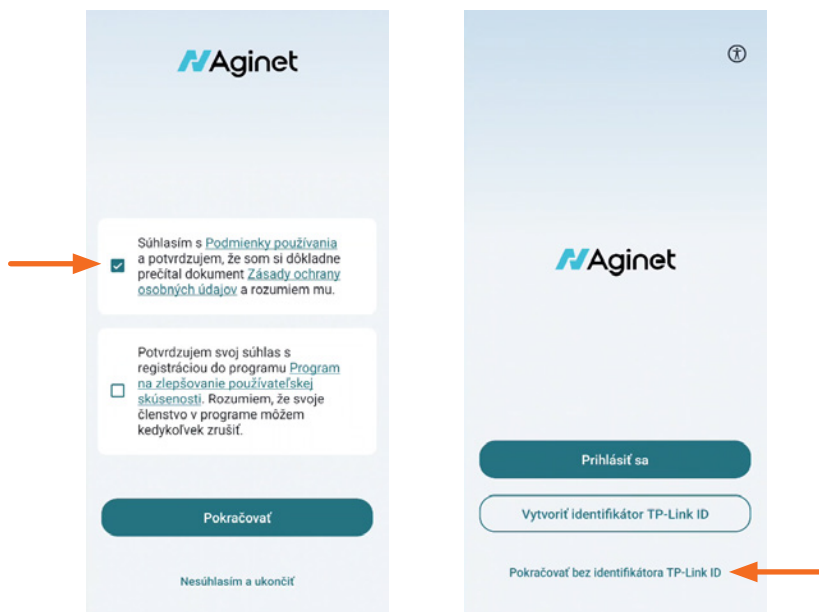 Aginet
Súhlasím s Podmienky používania
a potvrdzujem, že som si dôkladne
prečítal dokument Zásady ochrany
osobných údajov a rozumiem mu.
Potvrdzujem svoj súhlas s
registráciou do programu Program
na zlepšovanie používateľskej
skúsenosti. Rozumiem, že svoje
členstvo v programe môžem
kedykoľvek zrušiť.
Pokračovať
Nesúhlasím a ukončiť
Aginet
Prihlásiť sa
Vytvoriť identifikátor TP-Link ID
Pokračovať bez identifikátora TP-Link ID